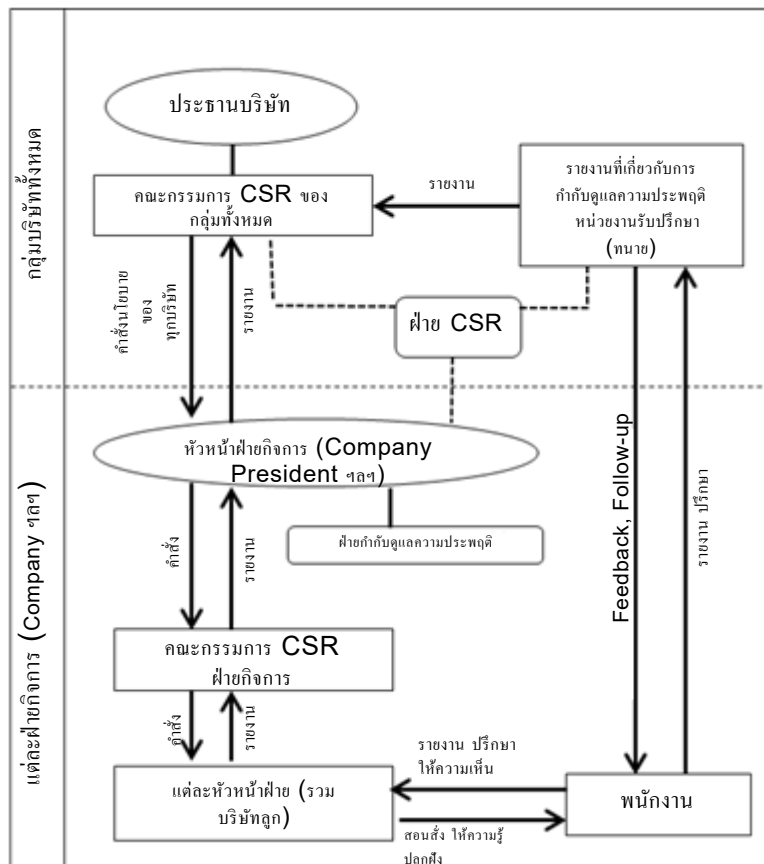 กลุ่มบริษัททั้งหมด
ประธานบริษัท
คณะกรรมการ CSR ของ
กลุ่มทั้งหมด
รายงาน
รายงานที่เกี่ยวกับการ
กำกับดูแลความประพฤติ
หน่วยงานรับปรึกษา
(ทนาย)
คำสั่งนโยบาย
ของ
ทุกบริษัท
รายงาน
ฝ่าย CSR
แต่ละฝ่ายกิจการ (Company ฯลฯ)
หัวหน้าฝ่ายกิจการ (Company
President ฯลฯ)
ฝ่ายกำกับดูแลความประพฤติ
คำสั่ง
รายงาน
Feedback, Follow-up
รายงาน ปรึกษา
คณะกรรมการ CSR
ฝ่ายกิจการ
คำสั่ง
รายงาน
แต่ละหัวหน้าฝ่าย (รวม
บริษัทลูก)
รายงาน ปรึกษา
ให้ความเห็น
พนักงาน
สอนสั่ง ให้ความรู้
ปลูกฝัง